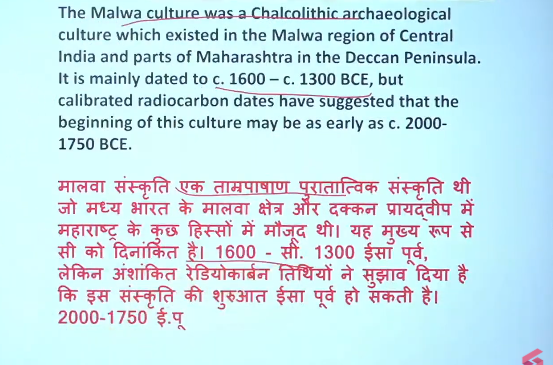 The Malwa culture was a Chalcolithic archaeological
culture which existed in the Malwa region of Central
India and parts of Maharashtra in the Deccan Peninsula.
It is mainly dated to c. 1600 – c. 1300 BCE, but
calibrated radiocarbon dates have suggested that the
beginning of this culture may be as early as c. 2000-
1750 BCE.
मालवा संस्कृति एक ताम्रपाषाण पुरातात्विक संस्कृति थी
जो मध्य भारत के मालवा क्षेत्र और दक्कन प्रायद्वीप में
महाराष्ट्र के कुछ हिस्सों में मौजूद थी। यह मुख्य रूप से
सी को दिनांकित है। 1600 - सी. 1300 ईसा पूर्व,
लेकिन अंशांकित रेडियोकार्बन तिथियों ने सुझाव दिया है
कि इस संस्कृति की शुरुआत ईसा पूर्व हो सकती है।
2000-1750 ई.पू